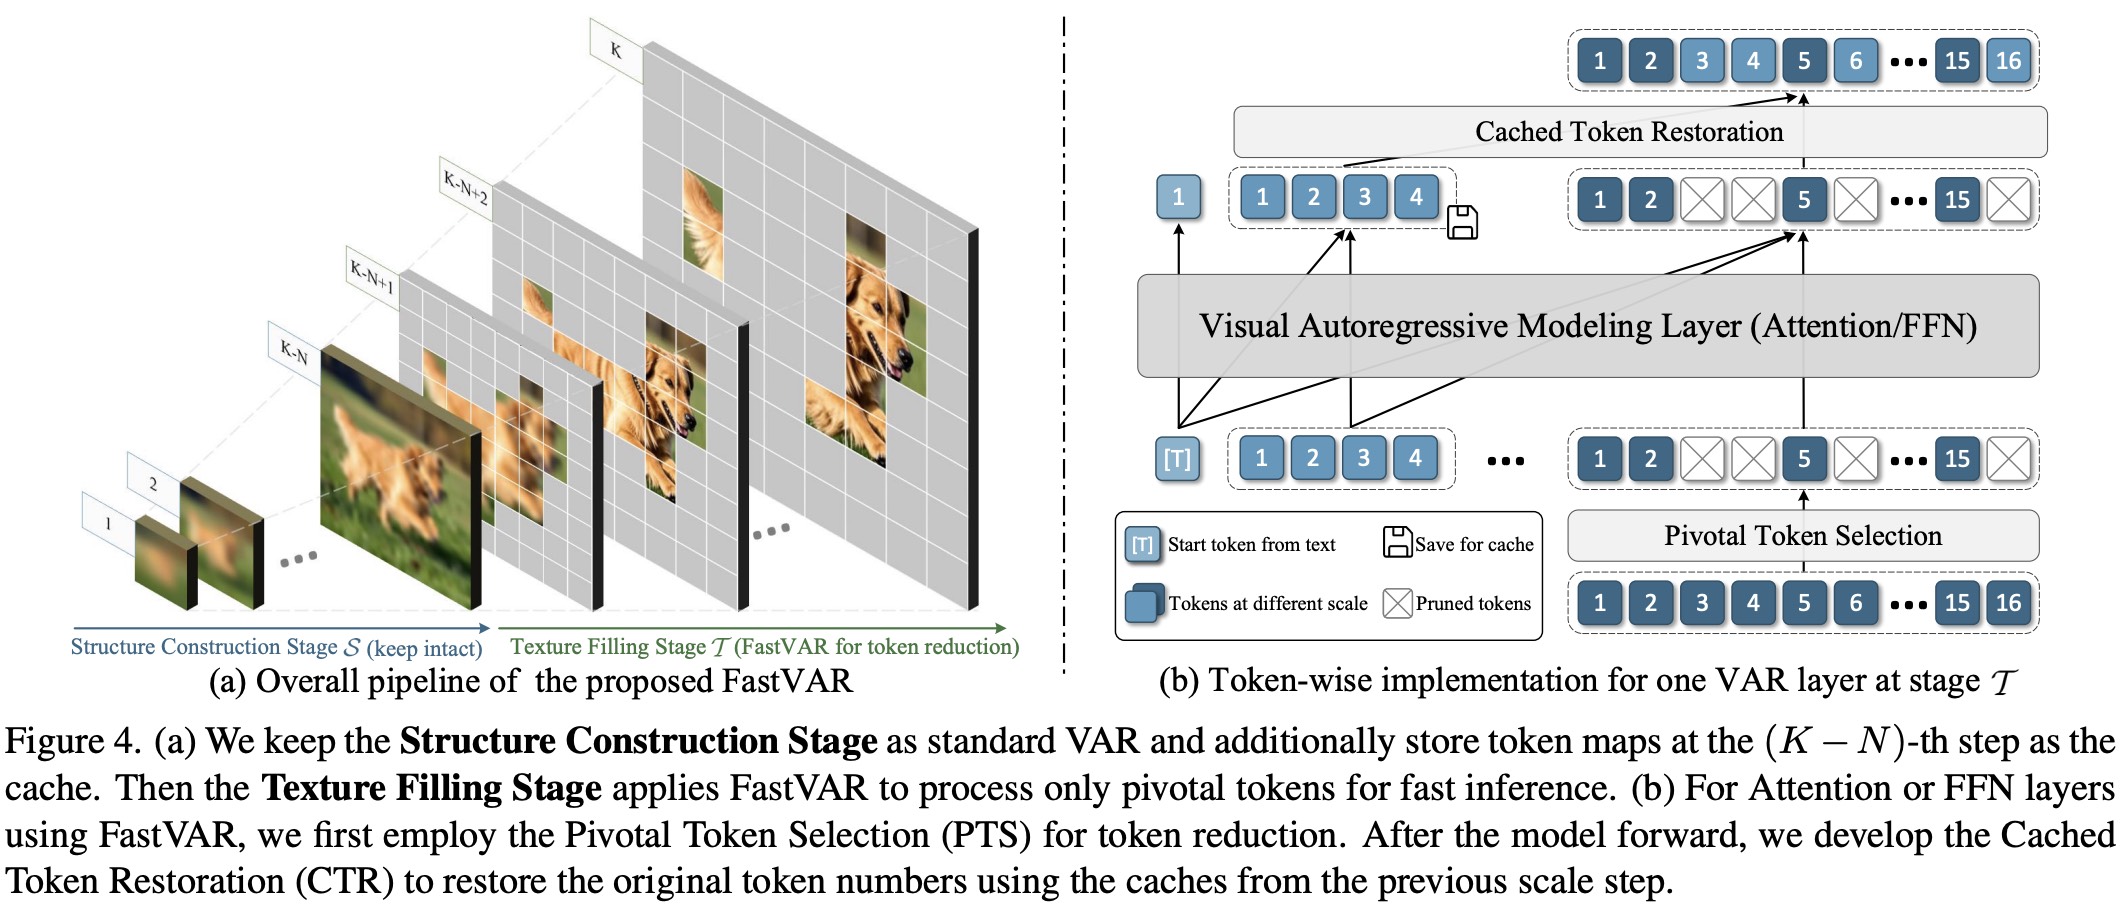 K
K-N+2
K-N+1
K-N
2
1
Structure Construction Stage 𝒮 (keep intact)
Texture Filling Stage 𝒯 (FastVAR for token reduction)
(a) Overall pipeline of the proposed FastVAR
1 2 3 4 5 6 ••• 15 16
Cached Token Restoration
1
1 2 3 4
1 2 5 ••• 15
Visual Autoregressive Modeling Layer (Attention/FFN)
[T]
1 2 3 4
•••
1 2 5 ••• 15
Pivotal Token Selection
1 2 3 4 5 6 ••• 15 16
[T] Start token from text
Save for cache
Tokens at different scale
Pruned tokens
(b) Token-wise implementation for one VAR layer at stage 𝒯
Figure 4. (a) We keep the Structure Construction Stage as standard VAR and additionally store token maps at the (K − N)-th step as the
cache. Then the Texture Filling Stage applies FastVAR to process only pivotal tokens for fast inference. (b) For Attention or FFN layers
using FastVAR, we first employ the Pivotal Token Selection (PTS) for token reduction. After the model forward, we develop the Cached
Token Restoration (CTR) to restore the original token numbers using the caches from the previous scale step.